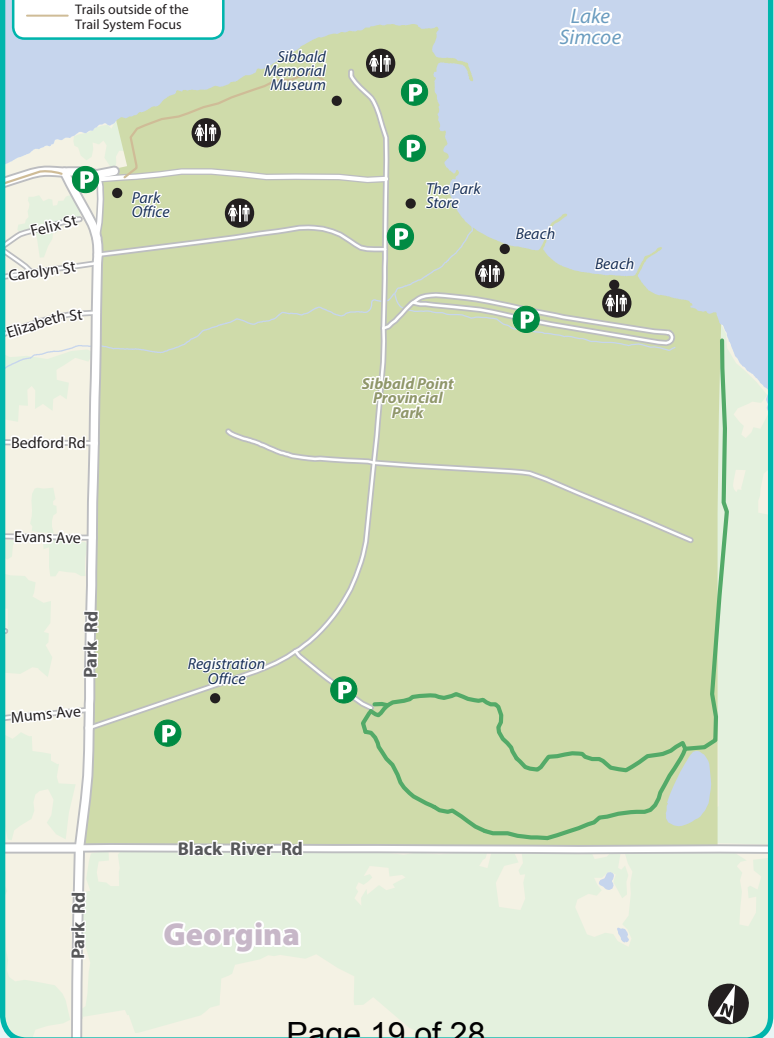 Trails outside of the
Trail System Focus
Lake
Simcoe
Sibbald
Memorial
Museum
P
P
P
Park
Office
The Park
Store
Felix St
P
Beach
Carolyn St
Beach
Elizabeth St
P
Sibbald Point
Provincial
Park
Bedford Rd
Evans Ave
Park Rd
Registration
Office
P
Mums Ave
P
Black River Rd
Park Rd
Georgina
N
Page 19 of 28